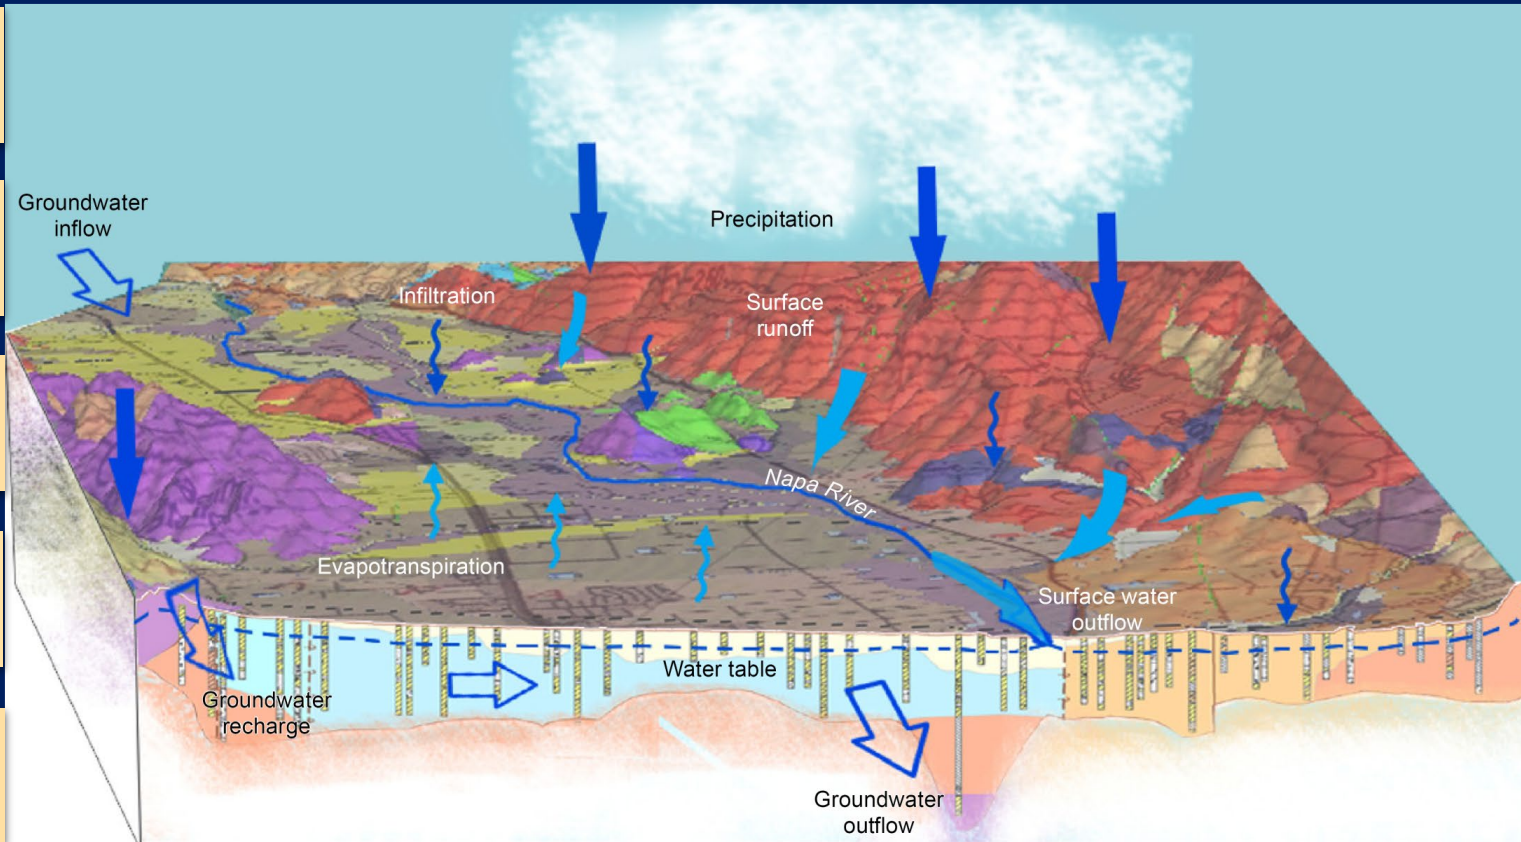 Groundwater
inflow
Precipitation
Infiltration
Surface
runoff
Napa River
Evapotranspiration
Surface water
outflow
Water table
Groundwater
recharge
Groundwater
outflow